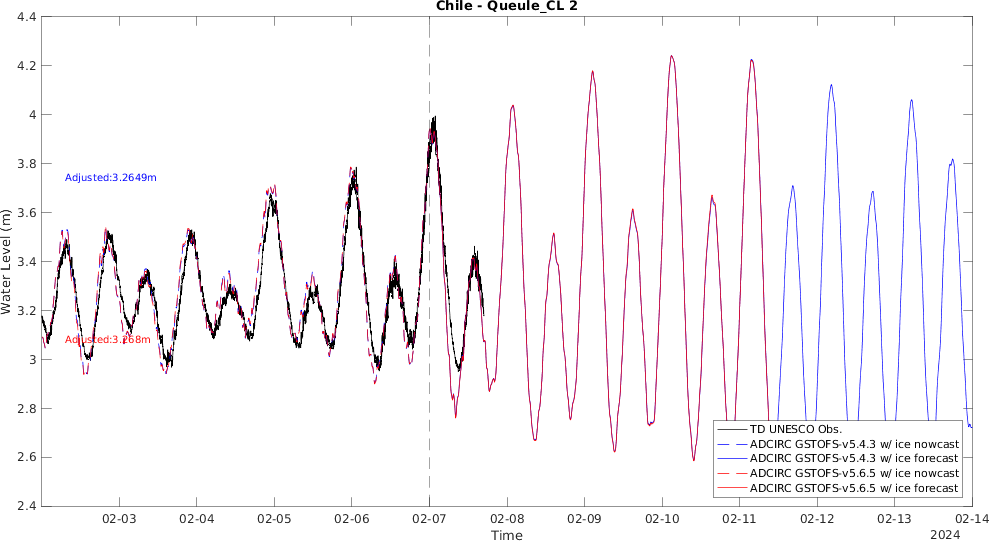 Chile - Queule_CL 2
4.4
4.2
4
3.8
3.6
3.4
3.2
3
2.8
2.6
2.4
Water Level (m)
Adjusted:3.2649m
Adjusted:3.268m
TD UNESCO Obs.
ADCIRC GSTOFS-v5.4.3 w/ ice nowcast
ADCIRC GSTOFS-v5.4.3 w/ ice forecast
ADCIRC GSTOFS-v5.6.5 w/ ice nowcast
ADCIRC GSTOFS-v5.6.5 w/ ice forecast
02-03 02-04 02-05 02-06 02-07 02-08 02-09 02-10 02-11 02-12 02-13 02-14
Time
2024